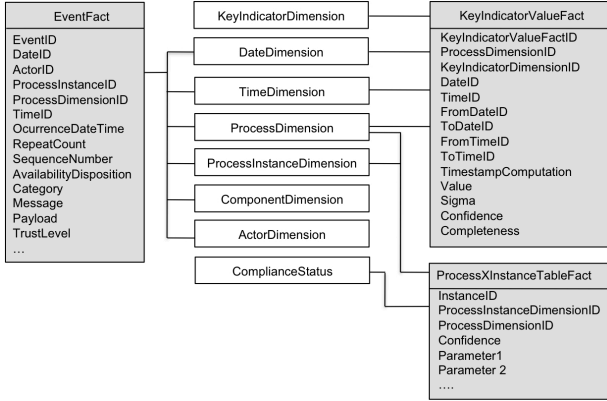 EventFact
EventID
DateID
ActorID
ProcessInstanceID
ProcessDimensionID
TimeID
OcurrenceDateTime
RepeatCount
SequenceNumber
AvailabilityDisposition
Category
Message
Payload
TrustLevel
…
KeyIndicatorDimension
DateDimension
TimeDimension
ProcessDimension
ProcessInstanceDimension
ComponentDimension
ActorDimension
ComplianceStatus
KeyIndicatorValueFact
KeyIndicatorValueFactID
ProcessDimensionID
KeyIndicatorDimensionID
DateID
TimeID
FromDateID
ToDateID
FromTimeID
ToTimeID
TimestampComputation
Value
Sigma
Confidence
Completeness
ProcessXInstanceTableFact
InstanceID
ProcessInstanceDimensionID
ProcessDimensionID
Confidence
Parameter1
Parameter 2
….